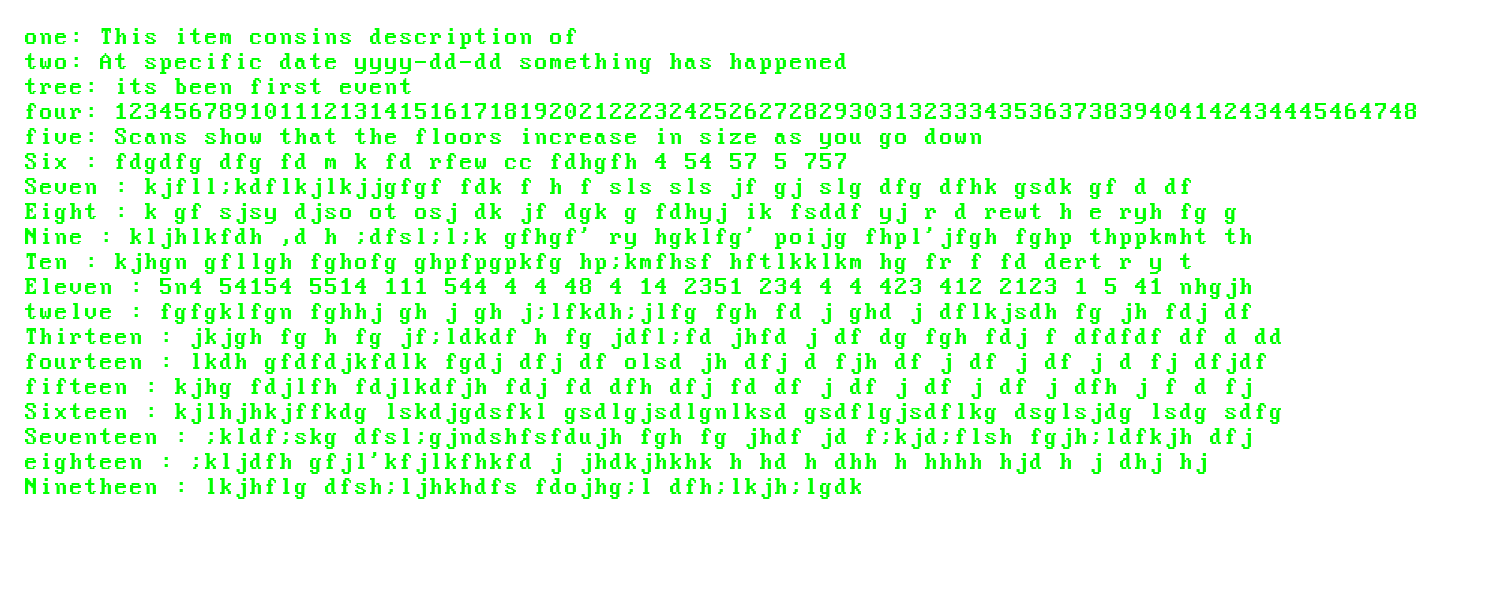 one: This item consins description of
two: At specific date yyyy-dd-dd something has happened
tree: its been first event
four: 123456789101112131415161718192021222324252627282930313233343536373839404142434445464748
five: Scans show that the floors increase in size as you go down
Six : fdgdfg dfg fd m k fd rfew cc fdhgfh 4 54 57 5 757
Seven : kjfll;kdflkjlkjjgfgf fdk f h f sls sls jf gj slg dfg dfhk gsdk gf d df
Eight : k gf sjsy djso ot osj dk jf dgk g fdhyj ik fsddf yj r d rewt h e ryh fg g
Nine : kljhlkfdh ,d h ;dfsl;l;k gfhgf' ry hgklfg' poijg fhpl'jfgh fghp thppkmht th
Ten : kjhgn gfllgh fghofg ghpfpgpkfg hp;kmfhsf hftlkklkm hg fr f fd dert r y t
Eleven : 5n4 54154 5514 111 544 4 4 48 4 14 2351 234 4 4 423 412 2123 1 5 41 nhgjh
twelve : fgfgklfgn fghhj gh j gh j;lfkdh;jlfg fgh fd j ghd j dflkjsdh fg jh fdj df
Thirteen : jkjgh fg h fg jf;ldkdf h fg jdfl;fd jhfd j df dg fgh fdj f dfdfdf df d dd
fourteen : lkdh gfdfdjkfdlk fgdj dfj df olsd jh dfj d fjh df j df j df j d fj dfjdf
fifteen : kjhg fdjlfh fdjlkdfjh fdj fd dfh dfj fd df j df j df j df j dfh j f d fj
Sixteen : kjlhjhkjffkdg lskdjgdsfkl gsdlgjsdlgnlksd gsdflgjsdflkg dsglsjdg lsdg sdfg
Seventeen : ;kldf;skg dfsl;gjndshfsfdujh fgh fg jhdf jd f;kjd;flsh fgjh;ldfkjh dfj
eighteen : ;kljdfh gfjl'kfjlkfhkfd j jhdkjhkhk h hd h dhh h hhhh hjd h j dhj hj
Ninetheen : lkjhflg dfsh;ljhkhdfs fdojhg;l dfh;lkjh;lgdk